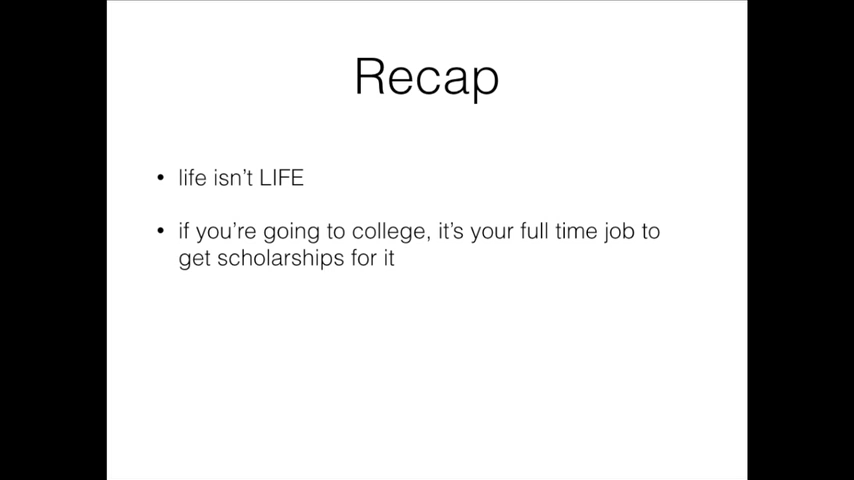 Recap
• life isn't LIFE
• if you're going to college, it's your full time job to
get scholarships for it